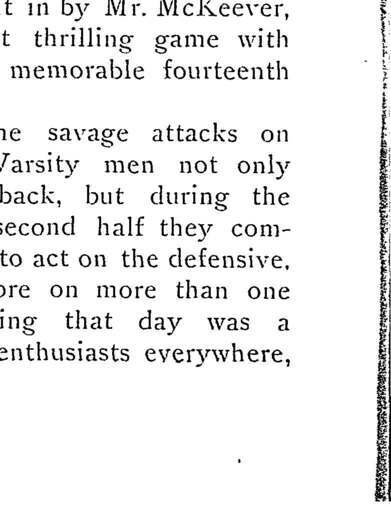 t in by Mr. McKeever,
t thrilling game with
memorable fourteenth
ne savage attacks on
Varsity men not only
back, but during the
second half they com-
to act on the defensive,
ore on more than one
ing that day was a
enthusiasts everywhere,